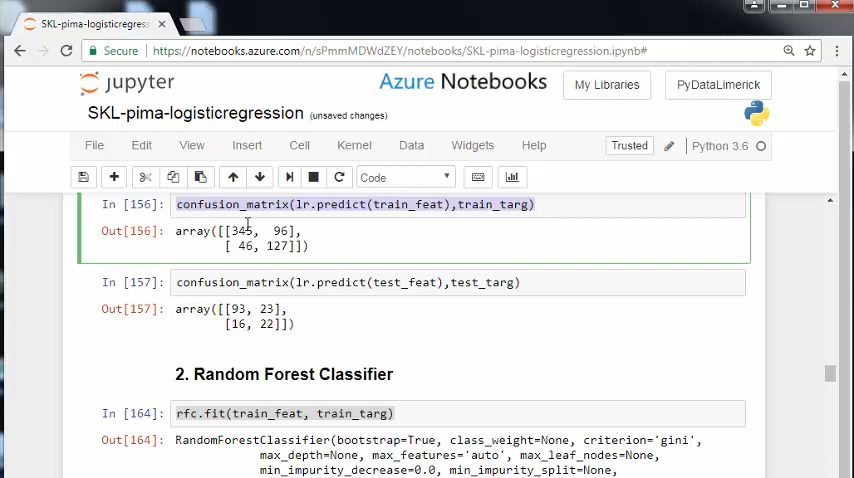 SKL-pima-logisticregress
Secure https://notebooks.azure.com/n/sPmmMDWdZEY/notebooks/SKL-pima-logisticregression.ipynb#
jupyter Azure Notebooks My Libraries PyDataLimerick
SKL-pima-logisticregression (unsaved changes)
File Edit View Insert Cell Kernel Data Widgets Help Trusted Python 3.6
Code
In [156] confusion_matrix(lr.predict(train_feat),train_targ)
Out[156]: array([[345, 96],
[ 46, 127]])
In [157]: confusion_matrix(lr.predict(test_feat),test_targ)
Out[157]: array([[93, 23],
[16, 22]])
2. Random Forest Classifier
In [164]: rfc.fit(train_feat, train_targ)
Out[164]: RandomForestClassifier(bootstrap=True, class_weight=None, criterion='gini',
max_depth=None, max_features='auto', max_leaf_nodes=None,
min_impurity_decrease=0.0, min_impurity_split=None,